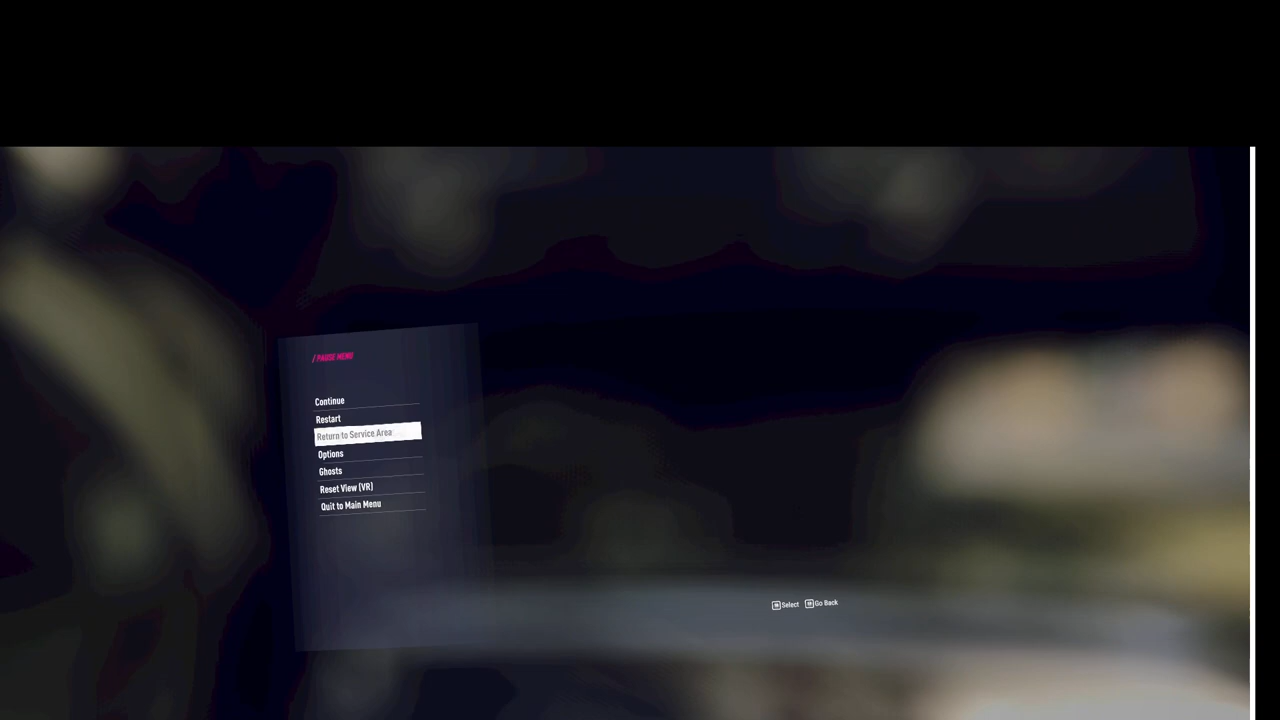 / PAUSE MENU
Continue
Restart
Return to Service Area
Options
Ghosts
Reset View (VR)
Quit to Main Menu
Select Go Back